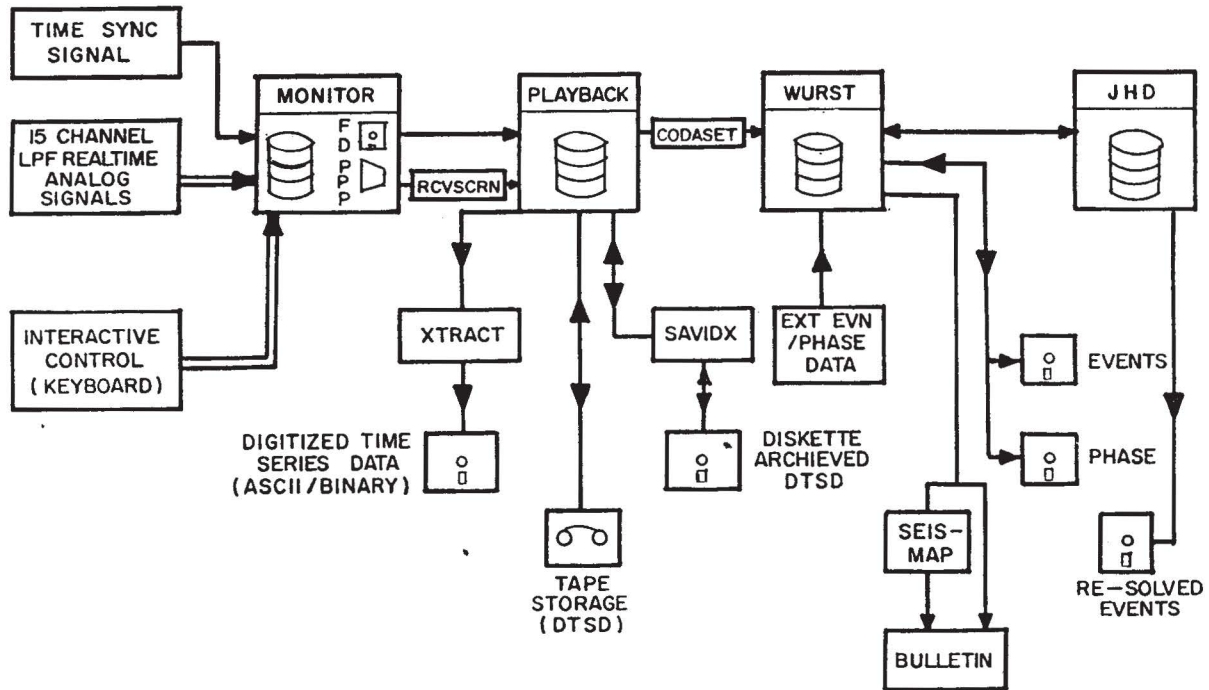 TIME SYNC
SIGNAL
15 CHANNEL
LPF REALTIME
ANALOG
SIGNALS
INTERACTIVE
CONTROL
(KEYBOARD)
MONITOR
F
D
P
P
P
RCVSCRN
PLAYBACK
CODASET
WURST
JHD
XTRACT
DIGITIZED TIME
SERIES DATA
(ASCII/BINARY)
TAPE
STORAGE
(DTSD)
SAVIDX
DISKETTE
ARCHIEVED
DTSD
EXT EVN
/PHASE
DATA
EVENTS
PHASE
SEIS-
MAP
BULLETIN
RE-SOLVED
EVENTS